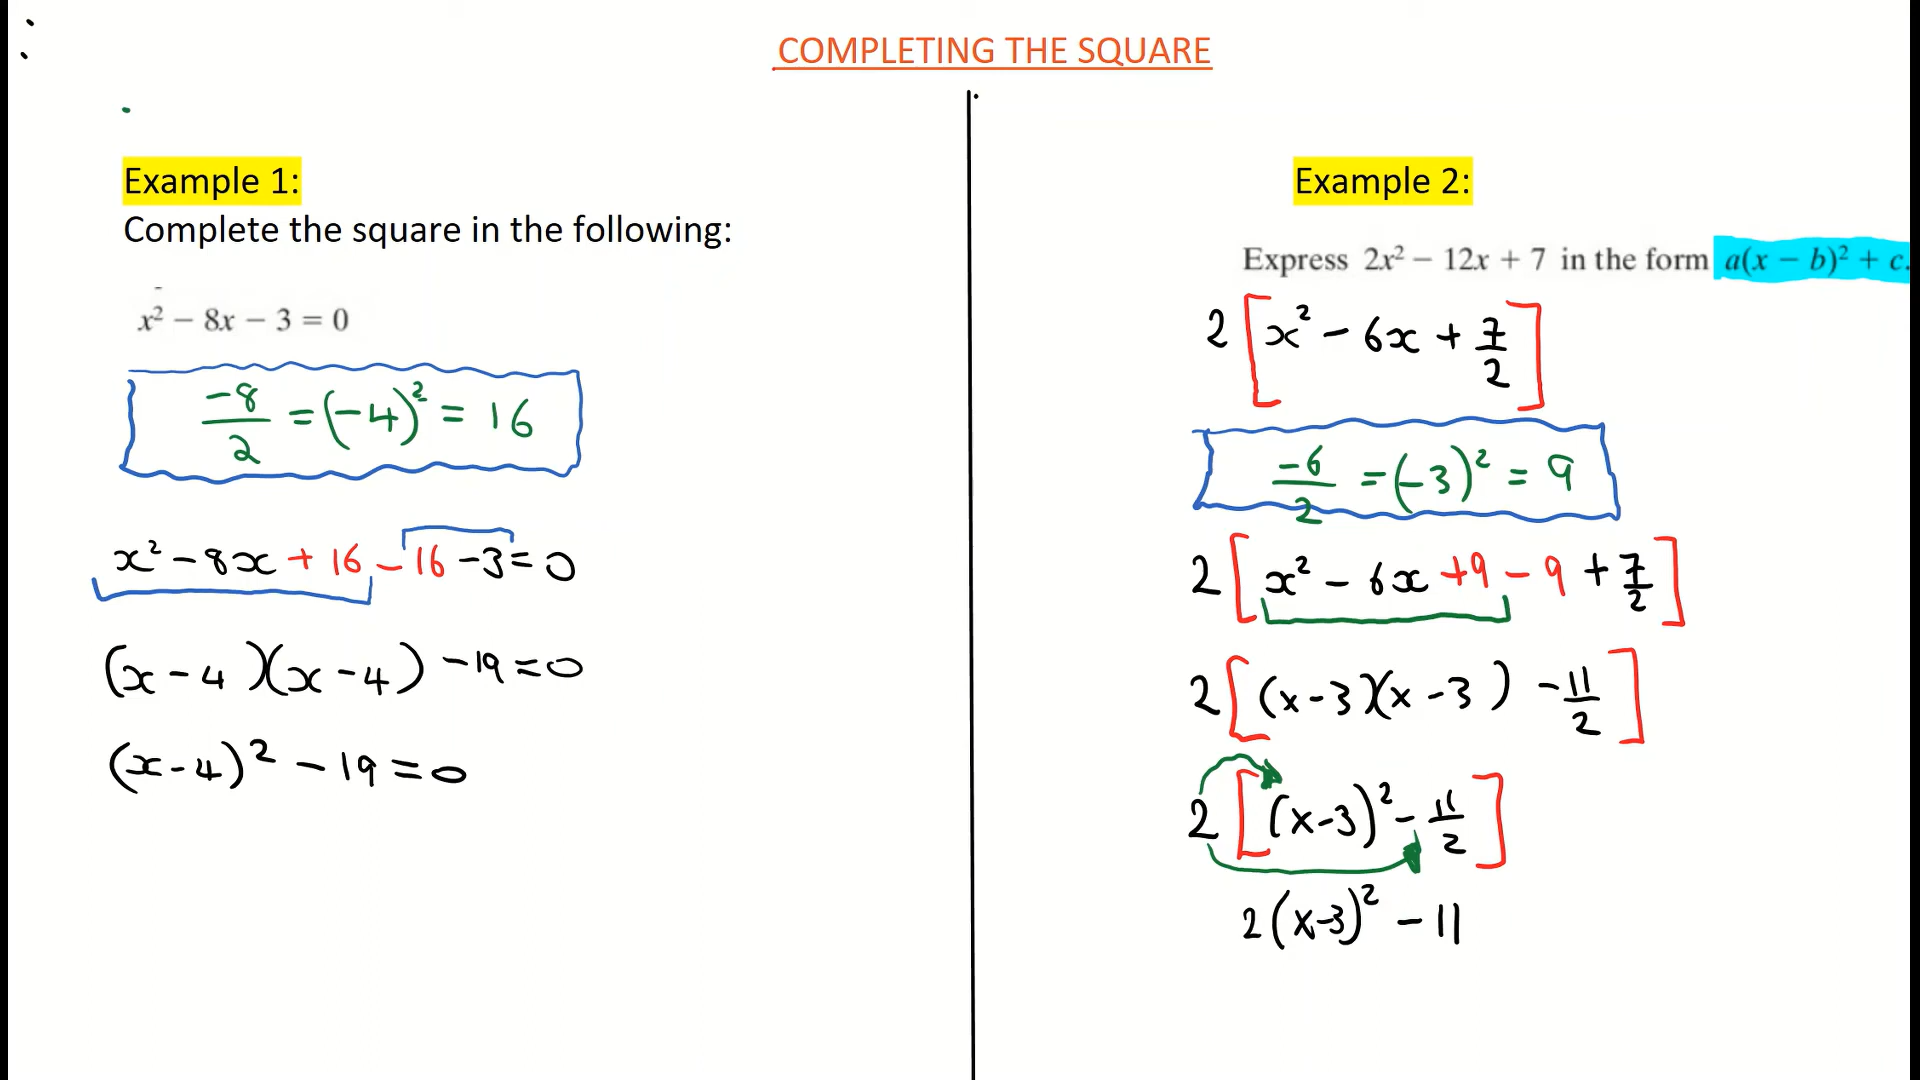 COMPLETING THE SQUARE
Example 1:
Complete the square in the following:
x² − 8x − 3 = 0
-8/2 = (-4)² = 16
x² - 8x + 16 - 16 - 3 = 0
(x - 4)(x - 4) - 19 = 0
(x - 4)² - 19 = 0
Example 2:
Express 2x² − 12x + 7 in the form a(x − b)² + c.
2[x² - 6x + 7/2]
-6/2 = (-3)² = 9
2[x² - 6x + 9 - 9 + 7/2]
2[(x - 3)(x - 3) - 11/2]
2[(x - 3)² - 11/2]
2(x - 3)² - 11